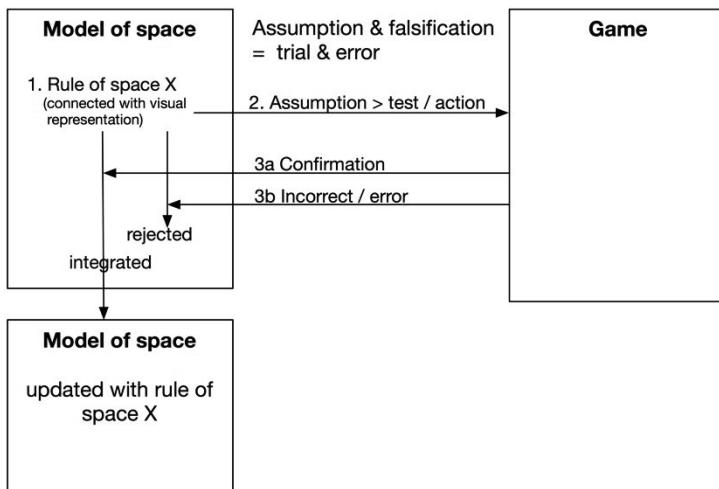 Model of space
Assumption & falsification
= trial & error
Game
1. Rule of space X
(connected with visual
representation)
2. Assumption > test / action
3a Confirmation
3b Incorrect / error
rejected
integrated
Model of space
updated with rule of
space X